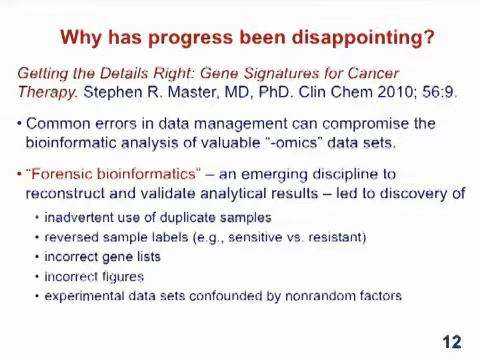 Why has progress been disappointing?
Getting the Details Right: Gene Signatures for Cancer
Therapy. Stephen R. Master, MD, PhD. Clin Chem 2010; 56:9.
• Common errors in data management can compromise the
bioinformatic analysis of valuable "-omics" data sets.
• "Forensic bioinformatics" – an emerging discipline to
reconstruct and validate analytical results – led to discovery of
• inadvertent use of duplicate samples
• reversed sample labels (e.g., sensitive vs. resistant)
• incorrect gene lists
• incorrect figures
• experimental data sets confounded by nonrandom factors
12